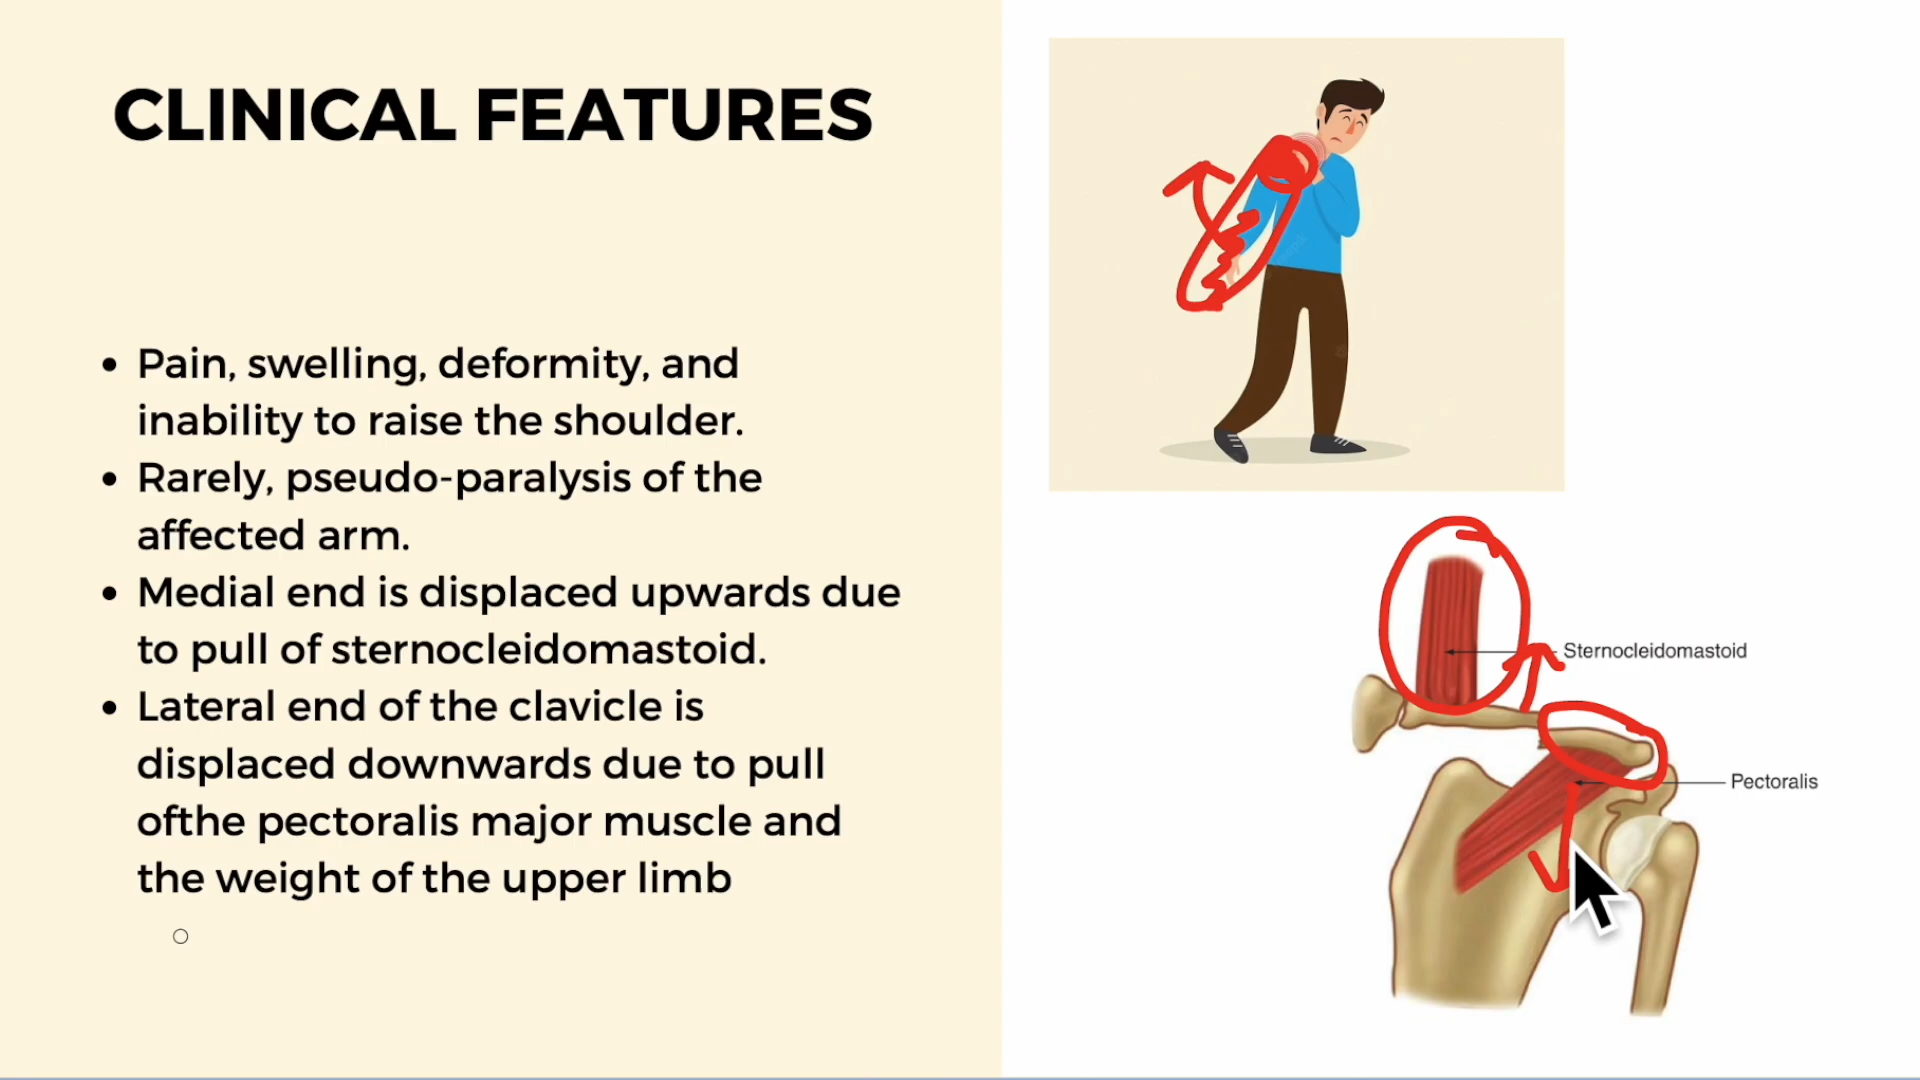 CLINICAL FEATURES
• Pain, swelling, deformity, and
inability to raise the shoulder.
• Rarely, pseudo-paralysis of the
affected arm.
• Medial end is displaced upwards due
to pull of sternocleidomastoid.
• Lateral end of the clavicle is
displaced downwards due to pull
ofthe pectoralis major muscle and
the weight of the upper limb
Sternocleidomastoid
Pectoralis